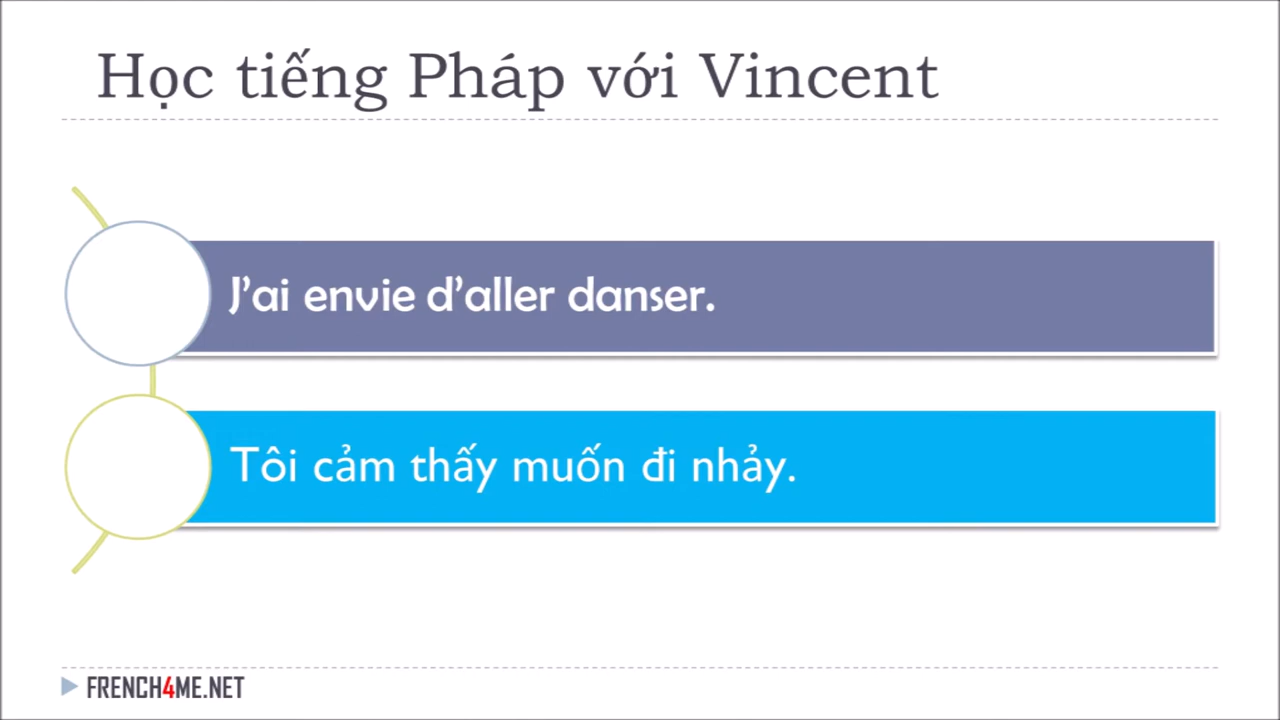 Học tiếng Pháp với Vincent
J’ai envie d’aller danser.
Tôi cảm thấy muốn đi nhảy.
FRENCH4ME.NET